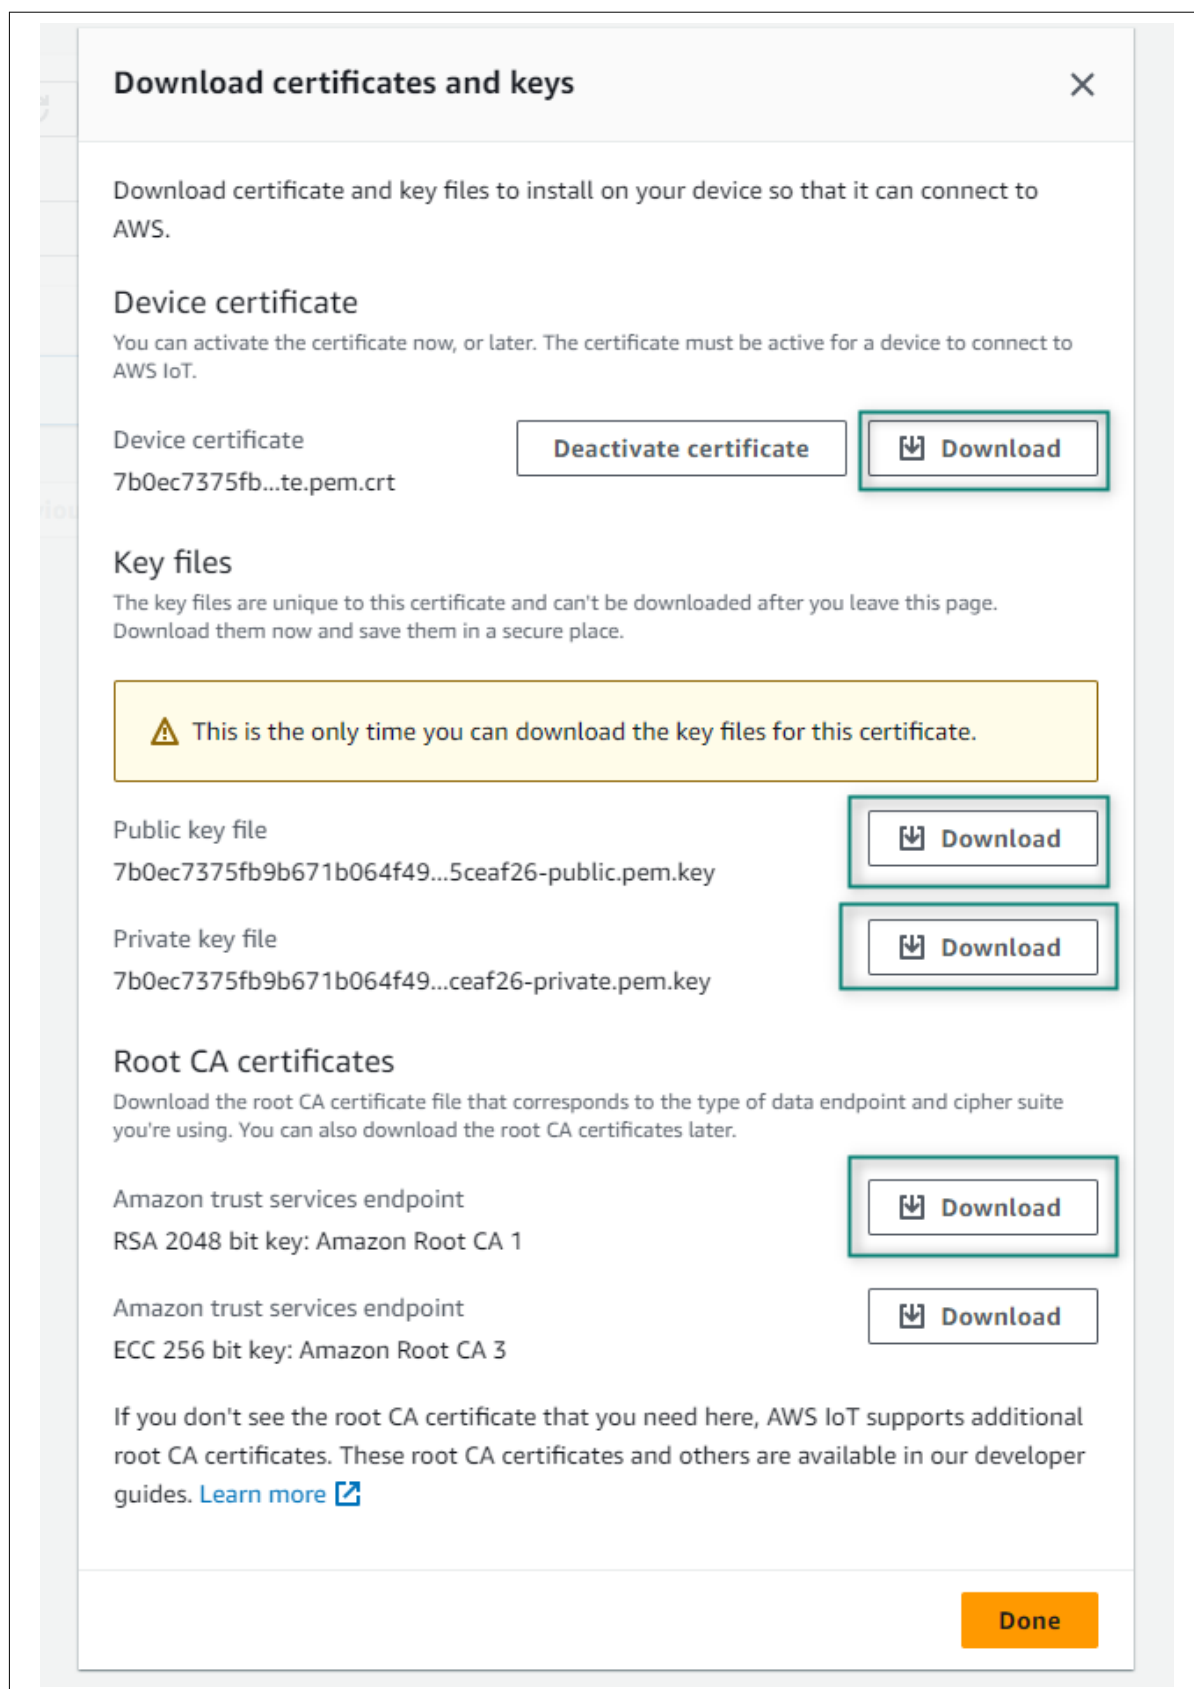 Download certificates and keys
Download certificate and key files to install on your device so that it can connect to
AWS.
Device certificate
You can activate the certificate now, or later. The certificate must be active for a device to connect to
AWS IoT.
Device certificate
Deactivate certificate
Download
7b0ec7375fb...te.pem.crt
Key files
The key files are unique to this certificate and can't be downloaded after you leave this page.
Download them now and save them in a secure place.
This is the only time you can download the key files for this certificate.
Public key file
Download
7b0ec7375fb9b671b064f49...5ceaf26-public.pem.key
Private key file
Download
7b0ec7375fb9b671b064f49...ceaf26-private.pem.key
Root CA certificates
Download the root CA certificate file that corresponds to the type of data endpoint and cipher suite
you're using. You can also download the root CA certificates later.
Amazon trust services endpoint
Download
RSA 2048 bit key: Amazon Root CA 1
Amazon trust services endpoint
Download
ECC 256 bit key: Amazon Root CA 3
If you don't see the root CA certificate that you need here, AWS IoT supports additional
root CA certificates. These root CA certificates and others are available in our developer
guides. Learn more
Done